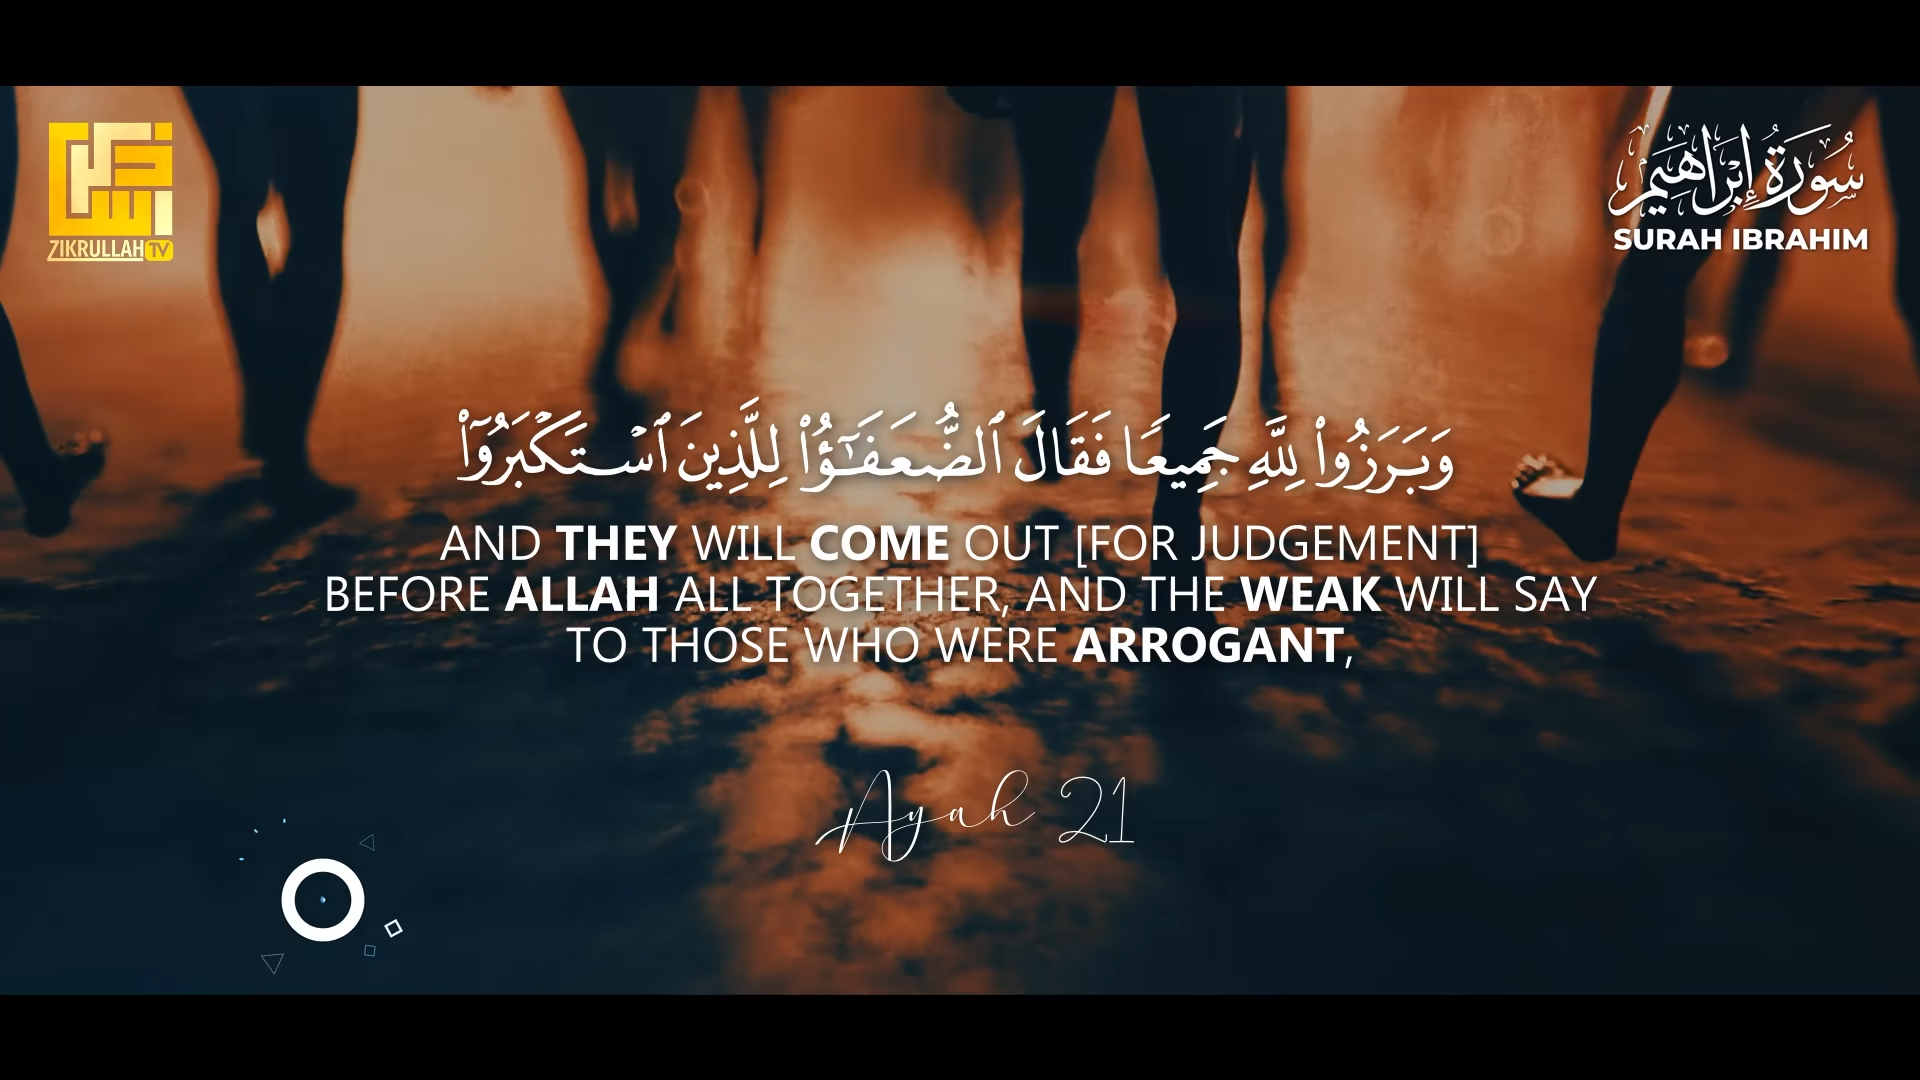 ZIKRULLAH TV
سُورَةُ إِبْرَاهِيم
SURAH IBRAHIM
وَبَرَزُوا۟ لِلَّهِ جَمِيعًا فَقَالَ ٱلضُّعَفَـٰٓؤُا۟ لِلَّذِينَ ٱسْتَكْبَرُوٓا۟
AND THEY WILL COME OUT [FOR JUDGEMENT]
BEFORE ALLAH ALL TOGETHER, AND THE WEAK WILL SAY
TO THOSE WHO WERE ARROGANT,
Ayah 21